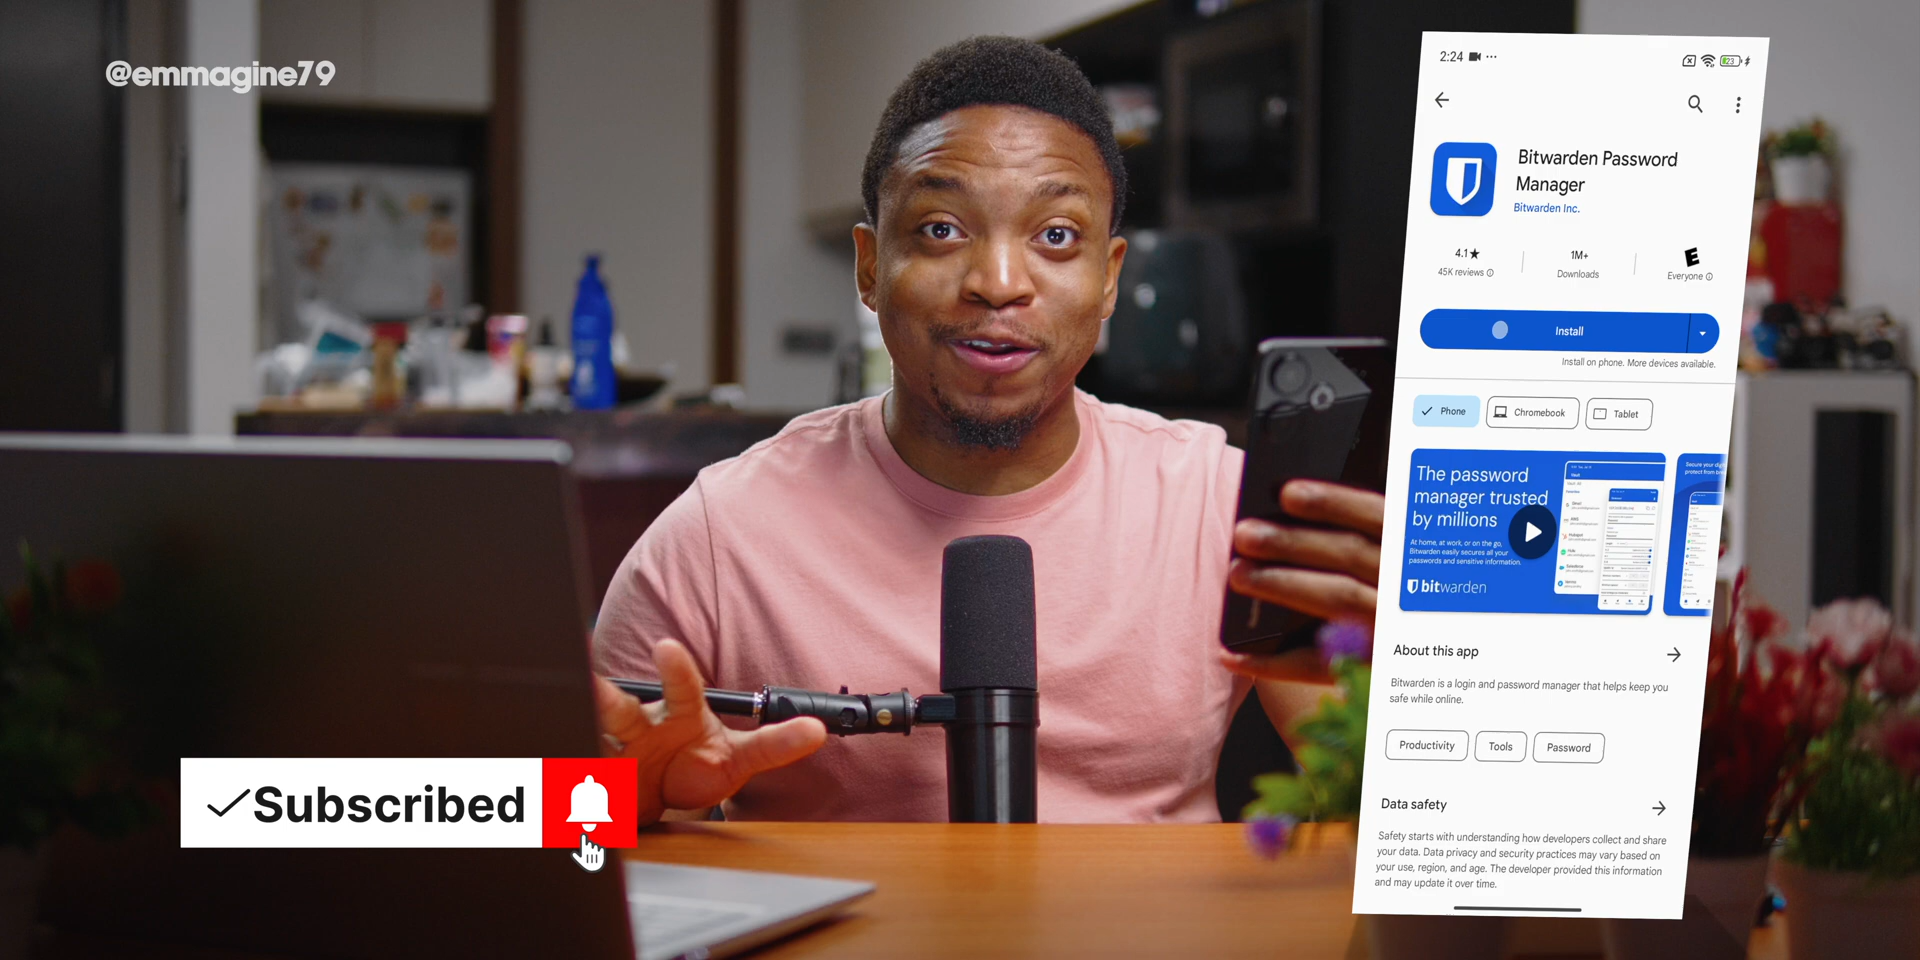 @emmagine79
Subscribed
2:24
23
Bitwarden Password
Manager
Bitwarden Inc.
4.1★
45K reviews
1M+
Downloads
E
Everyone
Install
Install on phone. More devices available.
Phone
Chromebook
Tablet
The password
manager trusted
by millions
At home, at work, or on the go,
Bitwarden easily secures all your
passwords and sensitive information.
bitwarden
About this app
Bitwarden is a login and password manager that helps keep you
safe while online.
Productivity
Tools
Password
Data safety
Safety starts with understanding how developers collect and share
your data. Data privacy and security practices may vary based on
your use, region, and age. The developer provided this information
and may update it over time.